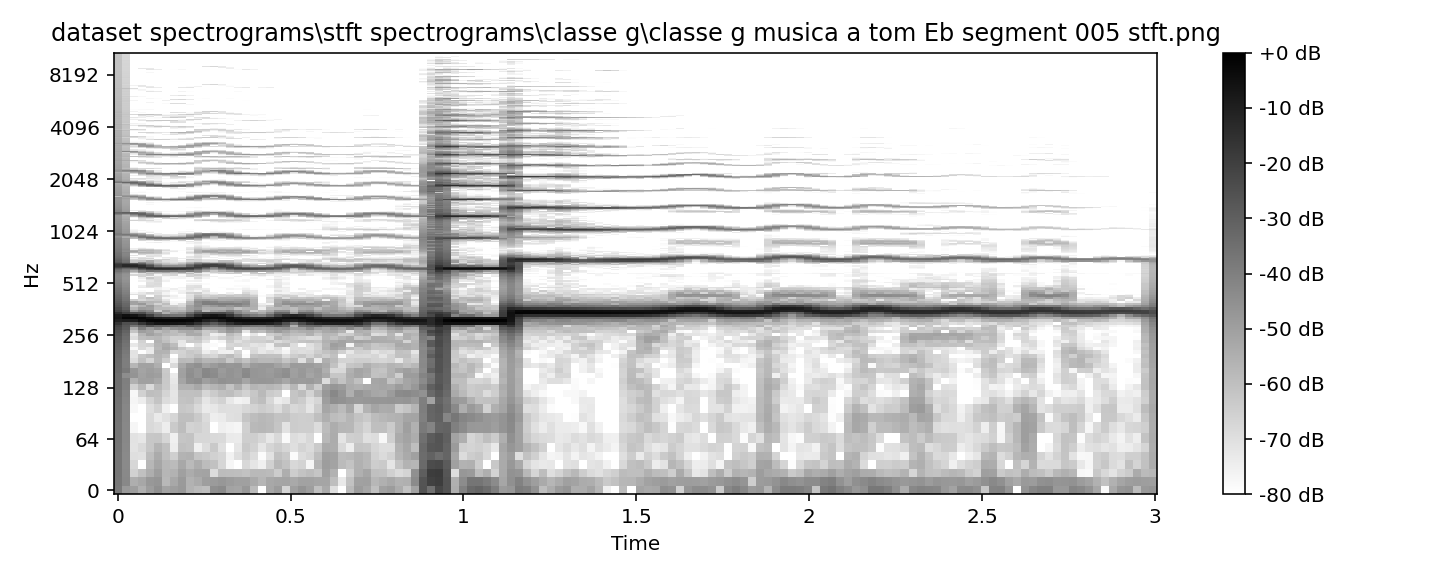 dataset spectrograms\stft spectrograms\classe g\classe g musica a tom Eb segment 005 stft.png
8192
4096
2048
1024
512
256
128
64
0
Hz
0
0.5
1
1.5
2
2.5
3
Time
+0 dB
-10 dB
-20 dB
-30 dB
-40 dB
-50 dB
-60 dB
-70 dB
-80 dB